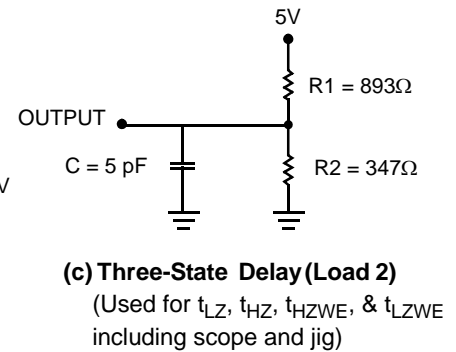 5V
R1 = 893Ω
OUTPUT
C = 5 pF
R2 = 347Ω
V
(c) Three-State Delay (Load 2)
(Used for tLZ, tHZ, tHZWE, & tLZWE
including scope and jig)